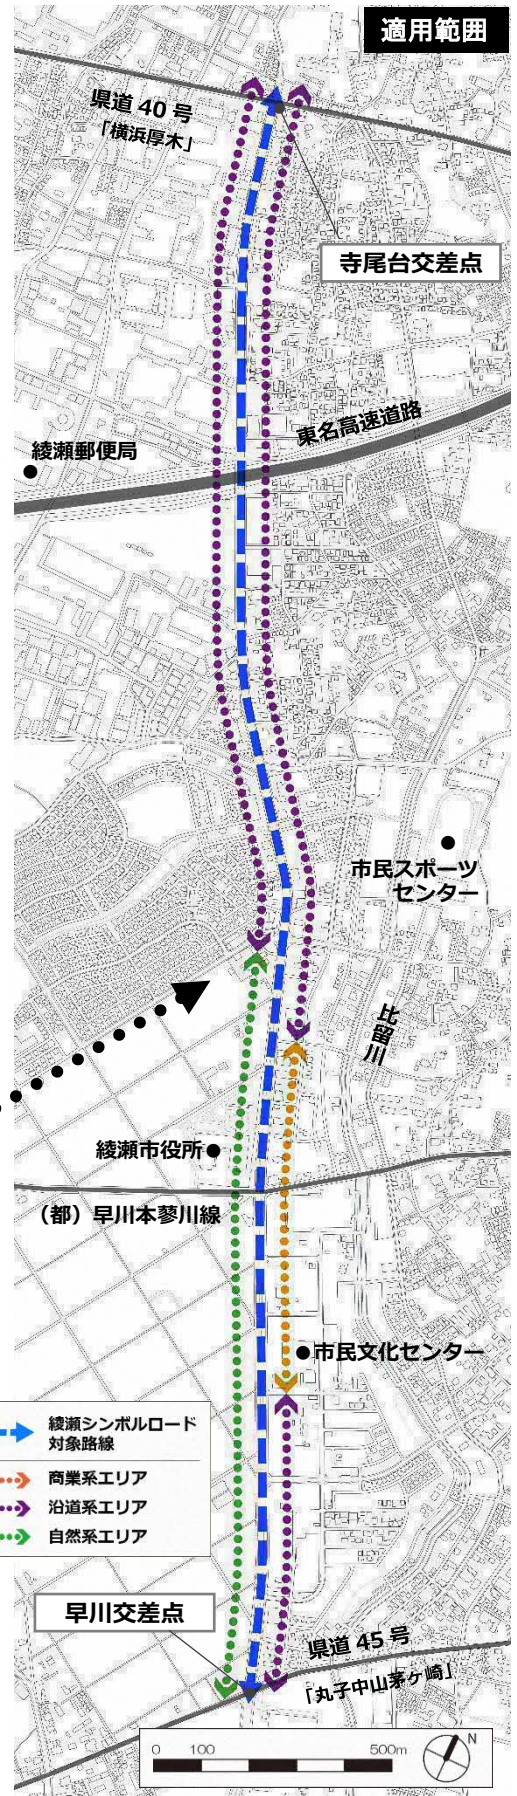 適用範囲
県道 40 号
「横浜厚木」
寺尾台交差点
東名高速道路
綾瀬郵便局
市民スポーツ
センター
比留川
綾瀬市役所
（都）早川本蓼川線
市民文化センター
綾瀬シンボルロード
対象路線
商業系エリア
沿道系エリア
自然系エリア
早川交差点
県道 45 号
「丸子中山茅ヶ崎」
0 100 500m
N